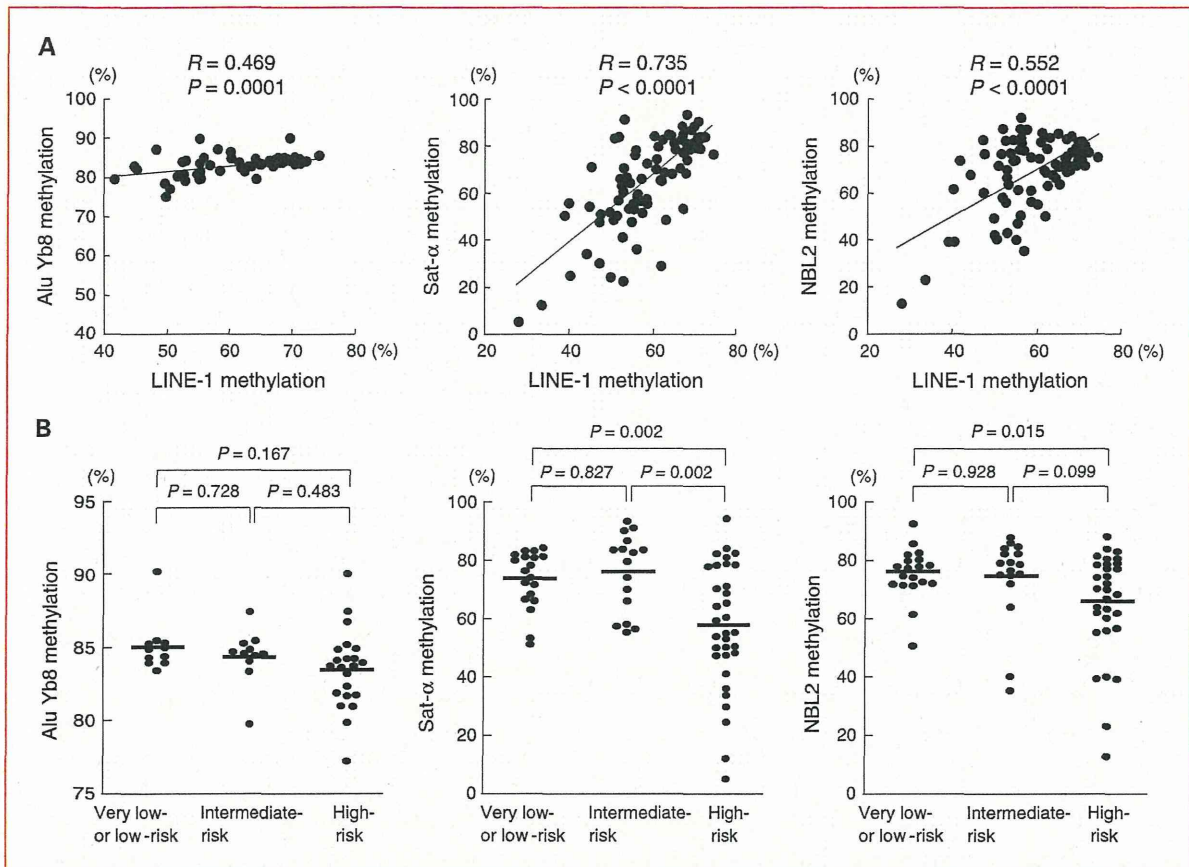 A
(%)
R = 0.469
P = 0.0001
100
90
80
70
60
50
40
Alu Yb8 methylation
40 50 60 70 80 (%)
LINE-1 methylation
(%)
R = 0.735
P < 0.0001
100
80
60
40
20
0
Sat-α methylation
20 40 60 80 (%)
LINE-1 methylation
(%)
R = 0.552
P < 0.0001
100
80
60
40
20
0
NBL2 methylation
20 40 60 80 (%)
LINE-1 methylation
B
(%)
P = 0.167
P = 0.728 P = 0.483
95
90
85
80
75
Alu Yb8 methylation
Very low- Intermediate- High-
or low-risk risk risk
(%)
P = 0.002
P = 0.827 P = 0.002
100
80
60
40
20
0
Sat-α methylation
Very low- Intermediate- High-
or low-risk risk risk
(%)
P = 0.015
P = 0.928 P = 0.099
100
80
60
40
20
0
NBL2 methylation
Very low- Intermediate- High-
or low-risk risk risk